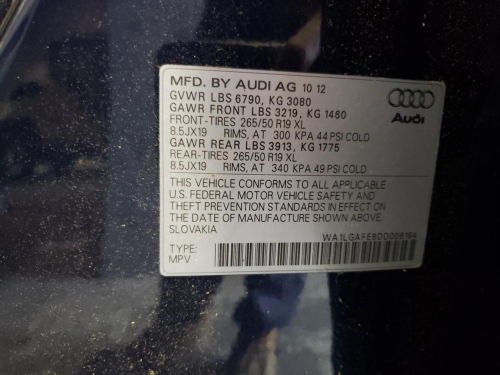 MFD. BY AUDI AG 10 12
GVWR LBS 6790, KG 3080
GAWR FRONT LBS 3219, KG 1460
FRONT-TIRES 265/50 R19 XL
8.5JX19 RIMS, AT 300 KPA 44 PSI COLD
GAWR REAR LBS 3913, KG 1775
REAR-TIRES 265/50 R19 XL
8.5JX19 RIMS, AT 340 KPA 49 PSI COLD
Audi
THIS VEHICLE CONFORMS TO ALL APPLICABLE
U.S. FEDERAL MOTOR VEHICLE SAFETY AND
THEFT PREVENTION STANDARDS IN EFFECT ON
THE DATE OF MANUFACTURE SHOWN ABOVE.
SLOVAKIA
WA1LGAFE6DD006184
TYPE:
MPV